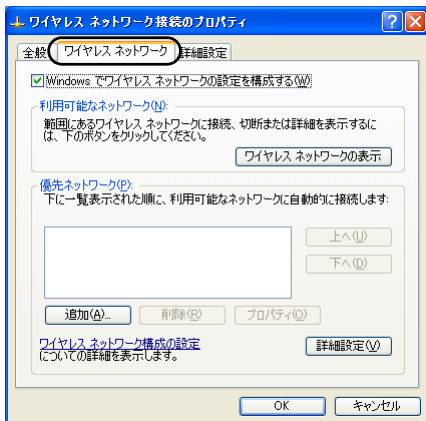 ワイヤレス ネットワーク接続のプロパティ
全般
ワイヤレス ネットワーク
詳細設定
Windows でワイヤレス ネットワークの設定を構成する(W)
利用可能なネットワーク(N):
範囲にあるワイヤレス ネットワークに接続、切断または詳細を表示するに
は、下のボタンをクリックしてください。
ワイヤレス ネットワークの表示
優先ネットワーク(P):
下に一覧表示された順に、利用可能なネットワークに自動的に接続します:
上へ(U)
下へ(D)
追加(A)...
削除(R)
プロパティ(O)
ワイヤレス ネットワーク構成の設定
についての詳細を表示します。
詳細設定(V)
OK
キャンセル